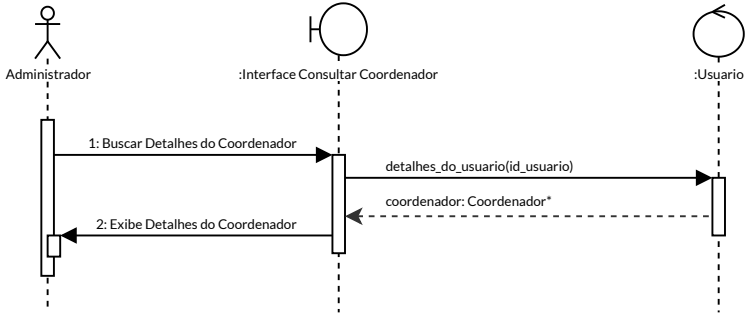 Administrador
:Interface Consultar Coordenador
:Usuario
1: Buscar Detalhes do Coordenador
detalhes_do_usuario(id_usuario)
coordenador: Coordenador*
2: Exibe Detalhes do Coordenador